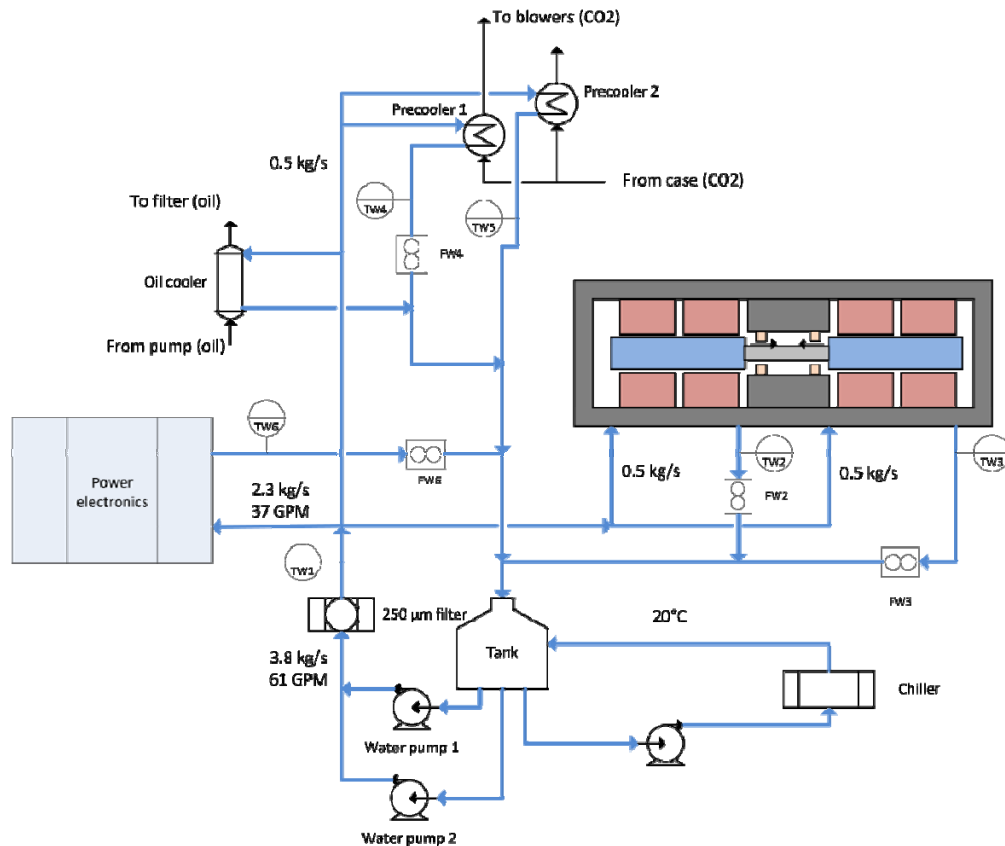 To blowers (CO2)
Precooler 2
Precooler 1
0.5 kg/s
From case (CO2)
To filter (oil)
TW4
TW5
FW4
Oil cooler
From pump (oil)
TW6
FW6
Power
electronics
2.3 kg/s
37 GPM
0.5 kg/s
TW2
0.5 kg/s
TW3
FW2
TW1
FW3
250 µm filter
20°C
Tank
3.8 kg/s
61 GPM
Chiller
Water pump 1
Water pump 2